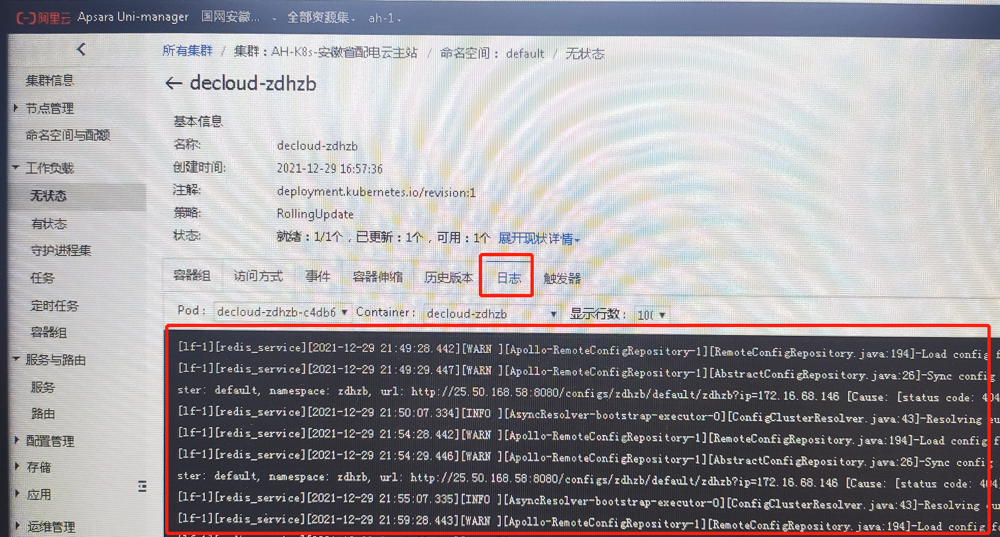 (-)阿里云 Apsara Uni-manager 国网安徽... 全部资源集 ah-1
所有集群 / 集群：AH-K8s-安徽省配电云主站 / 命名空间：default / 无状态
← decloud-zdhzb
集群信息
节点管理
命名空间与配额
工作负载
无状态
有状态
守护进程集
任务
定时任务
容器组
服务与路由
服务
路由
配置管理
存储
应用
运维管理
基本信息
名称: decloud-zdhzb
创建时间: 2021-12-29 16:57:36
注解: deployment.kubernetes.io/revision:1
策略: RollingUpdate
状态: 就绪：1/1个，已更新：1个，可用：1个 展开现状详情
容器组 访问方式 事件 容器伸缩 历史版本 日志 触发器
Pod： decloud-zdhzb-c4db6 Container： decloud-zdhzb 显示行数： 10
[lf-1][redis_service][2021-12-29 21:49:28.442][WARN ][Apollo-RemoteConfigRepository-1][RemoteConfigRepository.java:194]-Load config f
[lf-1][redis_service][2021-12-29 21:49:29.447][WARN ][Apollo-RemoteConfigRepository-1][AbstractConfigRepository.java:26]-Sync config
ster: default, namespace: zdhzb, url: http://25.50.168.58:8080/configs/zdhzb/default/zdhzb?ip=172.16.68.146 [Cause: [status code: 404
[lf-1][redis_service][2021-12-29 21:50:07.334][INFO ][AsyncResolver-bootstrap-executor-0][ConfigClusterResolver.java:43]-Resolving eu
[lf-1][redis_service][2021-12-29 21:54:28.442][WARN ][Apollo-RemoteConfigRepository-1][RemoteConfigRepository.java:194]-Load config f
[lf-1][redis_service][2021-12-29 21:54:29.446][WARN ][Apollo-RemoteConfigRepository-1][AbstractConfigRepository.java:26]-Sync config
ster: default, namespace: zdhzb, url: http://25.50.168.58:8080/configs/zdhzb/default/zdhzb?ip=172.16.68.146 [Cause: [status code: 404
[lf-1][redis_service][2021-12-29 21:55:07.335][INFO ][AsyncResolver-bootstrap-executor-0][ConfigClusterResolver.java:43]-Resolving eu
[lf-1][redis_service][2021-12-29 21:59:28.443][WARN ][Apollo-RemoteConfigRepository-1][RemoteConfigRepository.java:194]-Load config f